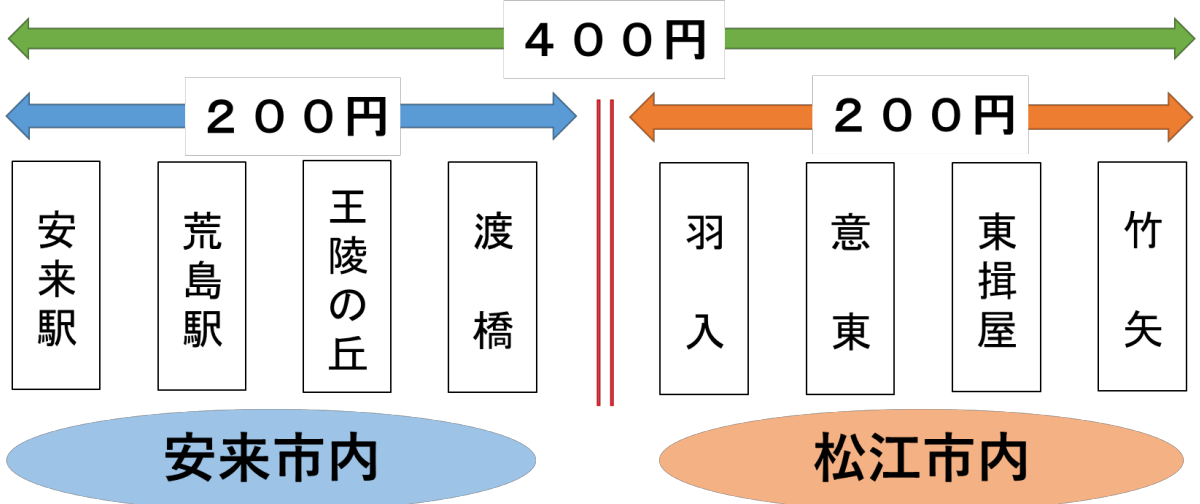 ４００円
２００円
２００円
安来駅
荒島駅
王陵の丘
渡橋
羽入
意東
東揖屋
竹矢
安来市内
松江市内